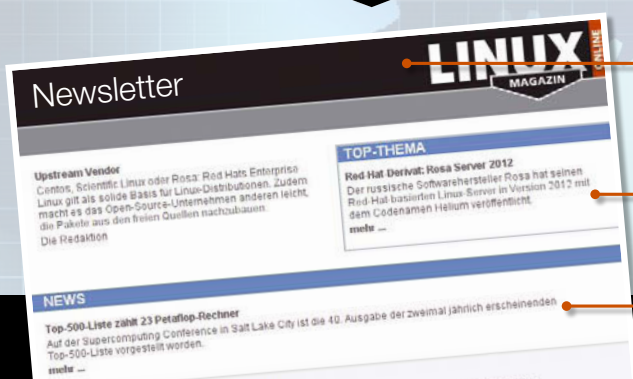 Newsletter
LINUX
MAGAZIN
ONLINE
Upstream Vendor
Centos, Scientific Linux oder Rosa: Red Hats Enterprise
Linux gilt als solide Basis für Linux-Distributionen. Zudem
macht es das Open-Source-Unternehmen anderen leicht,
die Pakete aus den freien Quellen nachzubauen.
Die Redaktion
TOP-THEMA
Red-Hat-Derivat: Rosa Server 2012
Der russische Softwarehersteller Rosa hat seinen
Red-Hat-basierten Linux-Server in Version 2012 mit
dem Codenamen Helium veröffentlicht.
mehr ...
NEWS
Top-500-Liste zählt 23 Petaflop-Rechner
Auf der Supercomputing Conference in Salt Lake City ist die 40. Ausgabe der zweimal jährlich erscheinenden
Top-500-Liste vorgestellt worden.
mehr ...